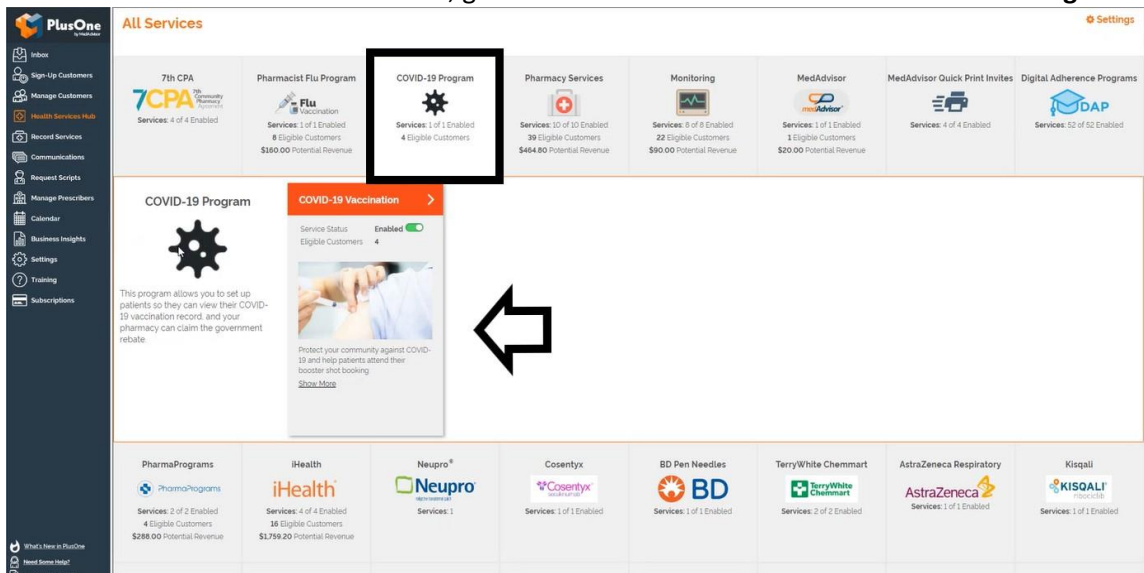 PlusOne
by MedAdvisor
Inbox
Sign-Up Customers
Manage Customers
Health Services Hub
Record Services
Communications
Request Scripts
Manage Prescribers
Calendar
Business Insights
Settings
Training
Subscriptions
What's New in PlusOne
Need Some Help?
All Services
Settings
7th CPA
7CPA 7th Community Pharmacy Agreement
Services: 4 of 4 Enabled
Pharmacist Flu Program
Flu
Vaccination
Services: 1 of 1 Enabled
8 Eligible Customers
$160.00 Potential Revenue
COVID-19 Program
Services: 1 of 1 Enabled
4 Eligible Customers
Pharmacy Services
Services: 10 of 10 Enabled
39 Eligible Customers
$464.80 Potential Revenue
Monitoring
Services: 8 of 8 Enabled
22 Eligible Customers
$90.00 Potential Revenue
MedAdvisor
medAdvisor
Services: 1 of 1 Enabled
1 Eligible Customers
$20.00 Potential Revenue
MedAdvisor Quick Print Invites
Services: 4 of 4 Enabled
Digital Adherence Programs
DAP
Services: 52 of 52 Enabled
COVID-19 Program
This program allows you to set up
patients so they can view their COVID-
19 vaccination record, and your
pharmacy can claim the government
rebate.
COVID-19 Vaccination
Service Status Enabled
Eligible Customers 4
Protect your community against COVID-
19 and help patients attend their
booster shot booking
Show More
PharmaPrograms
PharmaPrograms
Services: 2 of 2 Enabled
4 Eligible Customers
$288.00 Potential Revenue
iHealth
iHealth
Services: 4 of 4 Enabled
16 Eligible Customers
$1,759.20 Potential Revenue
Neupro®
Neupro
Services: 1
Cosentyx
Cosentyx
Services: 1 of 1 Enabled
BD Pen Needles
BD
Services: 1 of 1 Enabled
TerryWhite Chemmart
TerryWhite
Chemmart
Services: 2 of 2 Enabled
AstraZeneca Respiratory
AstraZeneca
Services: 1 of 1 Enabled
Kisqali
KISQALI
ribociclib
Services: 1 of 1 Enabled